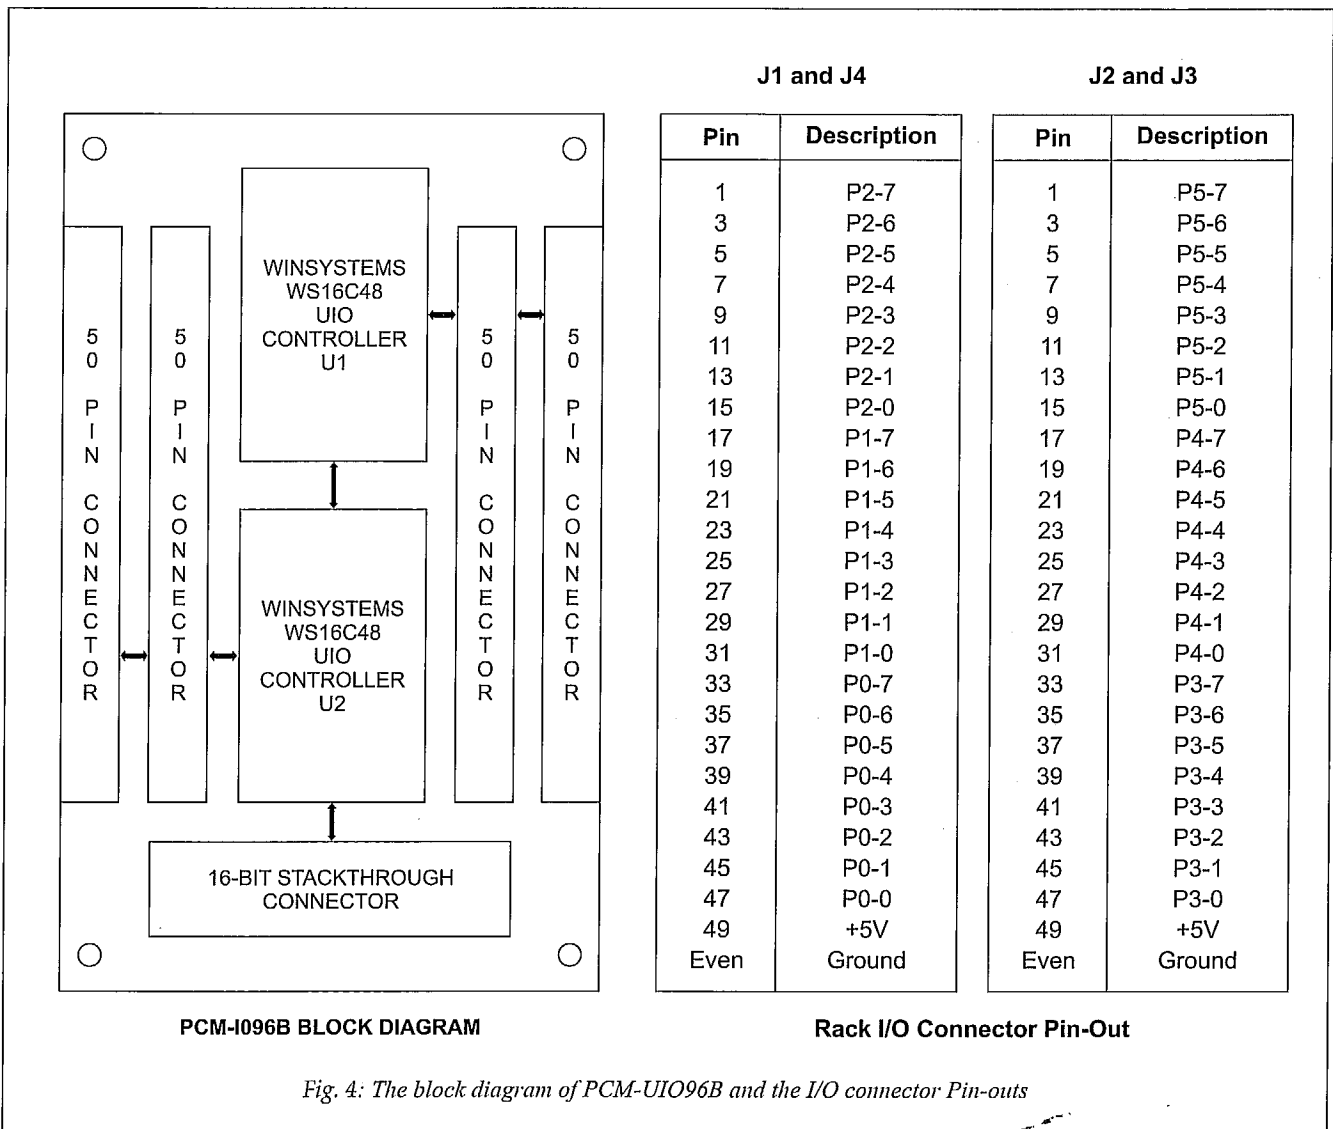 J1 and J4
J2 and J3
WINSYSTEMS
WS16C48
UIO
CONTROLLER
U1
50 PIN CONNECTOR
50 PIN CONNECTOR
50 PIN CONNECTOR
50 PIN CONNECTOR
WINSYSTEMS
WS16C48
UIO
CONTROLLER
U2
16-BIT STACKTHROUGH
CONNECTOR
PCM-I096B BLOCK DIAGRAM
Pin Description
1 P2-7
3 P2-6
5 P2-5
7 P2-4
9 P2-3
11 P2-2
13 P2-1
15 P2-0
17 P1-7
19 P1-6
21 P1-5
23 P1-4
25 P1-3
27 P1-2
29 P1-1
31 P1-0
33 P0-7
35 P0-6
37 P0-5
39 P0-4
41 P0-3
43 P0-2
45 P0-1
47 P0-0
49 +5V
Even Ground
Pin Description
1 P5-7
3 P5-6
5 P5-5
7 P5-4
9 P5-3
11 P5-2
13 P5-1
15 P5-0
17 P4-7
19 P4-6
21 P4-5
23 P4-4
25 P4-3
27 P4-2
29 P4-1
31 P4-0
33 P3-7
35 P3-6
37 P3-5
39 P3-4
41 P3-3
43 P3-2
45 P3-1
47 P3-0
49 +5V
Even Ground
Rack I/O Connector Pin-Out
Fig. 4: The block diagram of PCM-UIO96B and the I/O connector Pin-outs